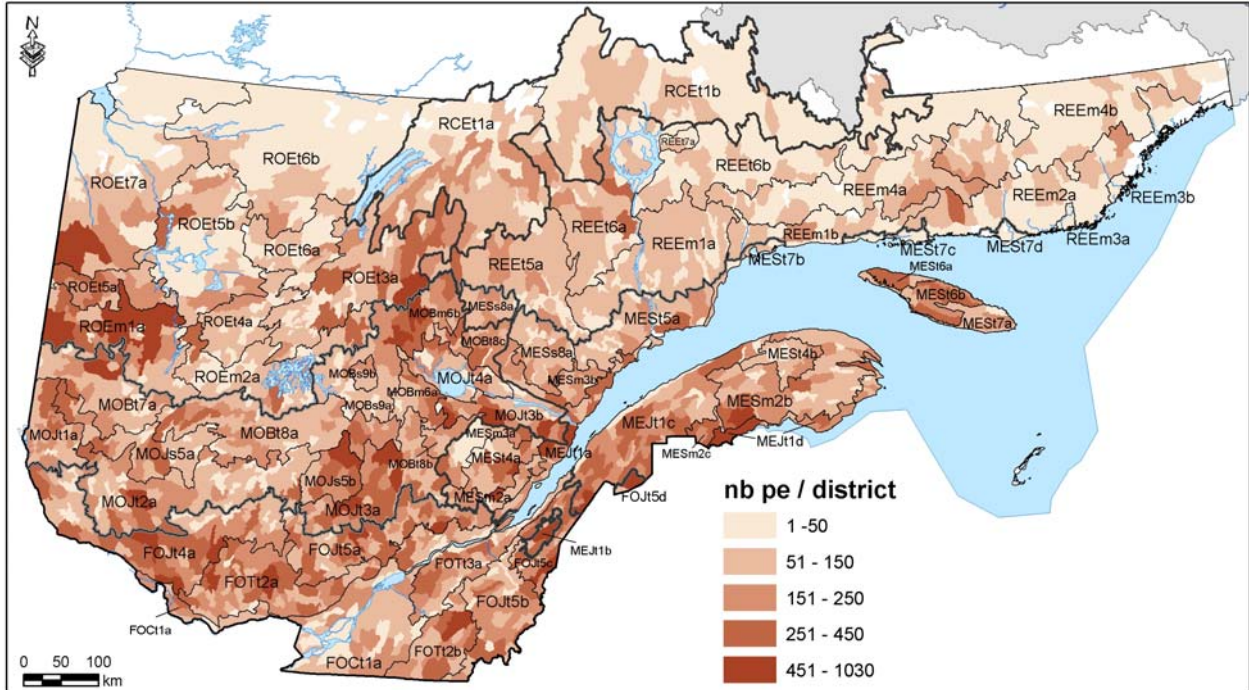 N
RCEt1b
REEm4b
RCEt1a
REEt7a
ROEt6b
REEt6b
ROEt7a
REEm4a
REEm2a
REEm3b
ROEt5b
REEt6a
ROEt6a
REEm1a
REEm1b
REEm3a
MESt7c
MESt7d
MESt7b
REEt5a
ROEt3a
MESt6a
ROEt5a
MESt6b
MESs8a
MOBm6b
MESt5a
MESt7a
ROEm1a
ROEt4a
MOBt8c
MESs8a
MESt4b
ROEm2a
MOBs9b
MOJt4a
MESm3b
MOBm6a
MESm2b
MOBt7a
MOBs9a
MOJt3b
MEJt1c
MOJt1a
MOBt8a
MESm3a
MEJt1a
MEJt1d
MOJs5a
MESt4a
MESm2c
MOBt8b
MOJs5b
FOJt5d
MOJt2a
MOJt3a
MESm2a
MEJt1b
FOJt4a
FOJt5a
FOTt3a
FOJt5c
FOTt2a
FOJt5b
FOCt1a
FOTt2b
FOCt1a
nb pe / district
1 -50
51 - 150
151 - 250
251 - 450
451 - 1030
0 50 100
km